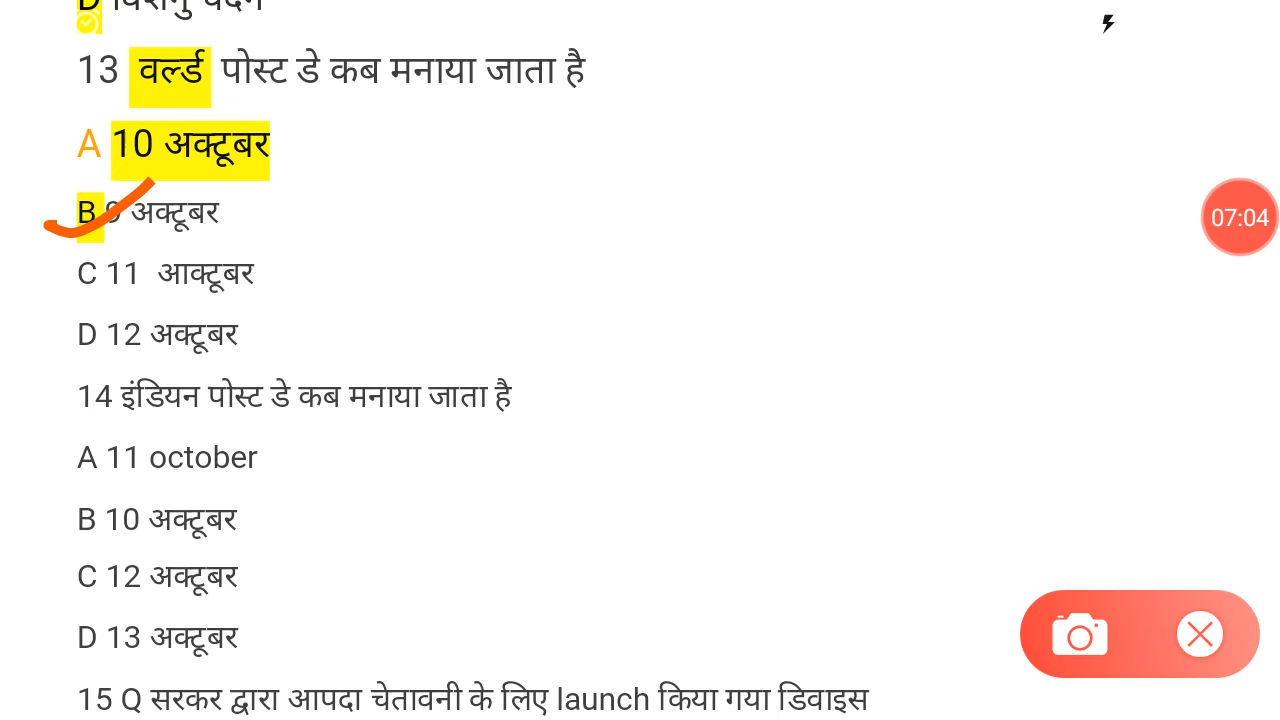 D विशनु चंदन
13 वर्ल्ड पोस्ट डे कब मनाया जाता है
A 10 अक्टूबर
B 9 अक्टूबर
07:04
C 11 आक्टूबर
D 12 अक्टूबर
14 इंडियन पोस्ट डे कब मनाया जाता है
A 11 october
B 10 अक्टूबर
C 12 अक्टूबर
D 13 अक्टूबर
15 Q सरकर द्वारा आपदा चेतावनी के लिए launch किया गया डिवाइस